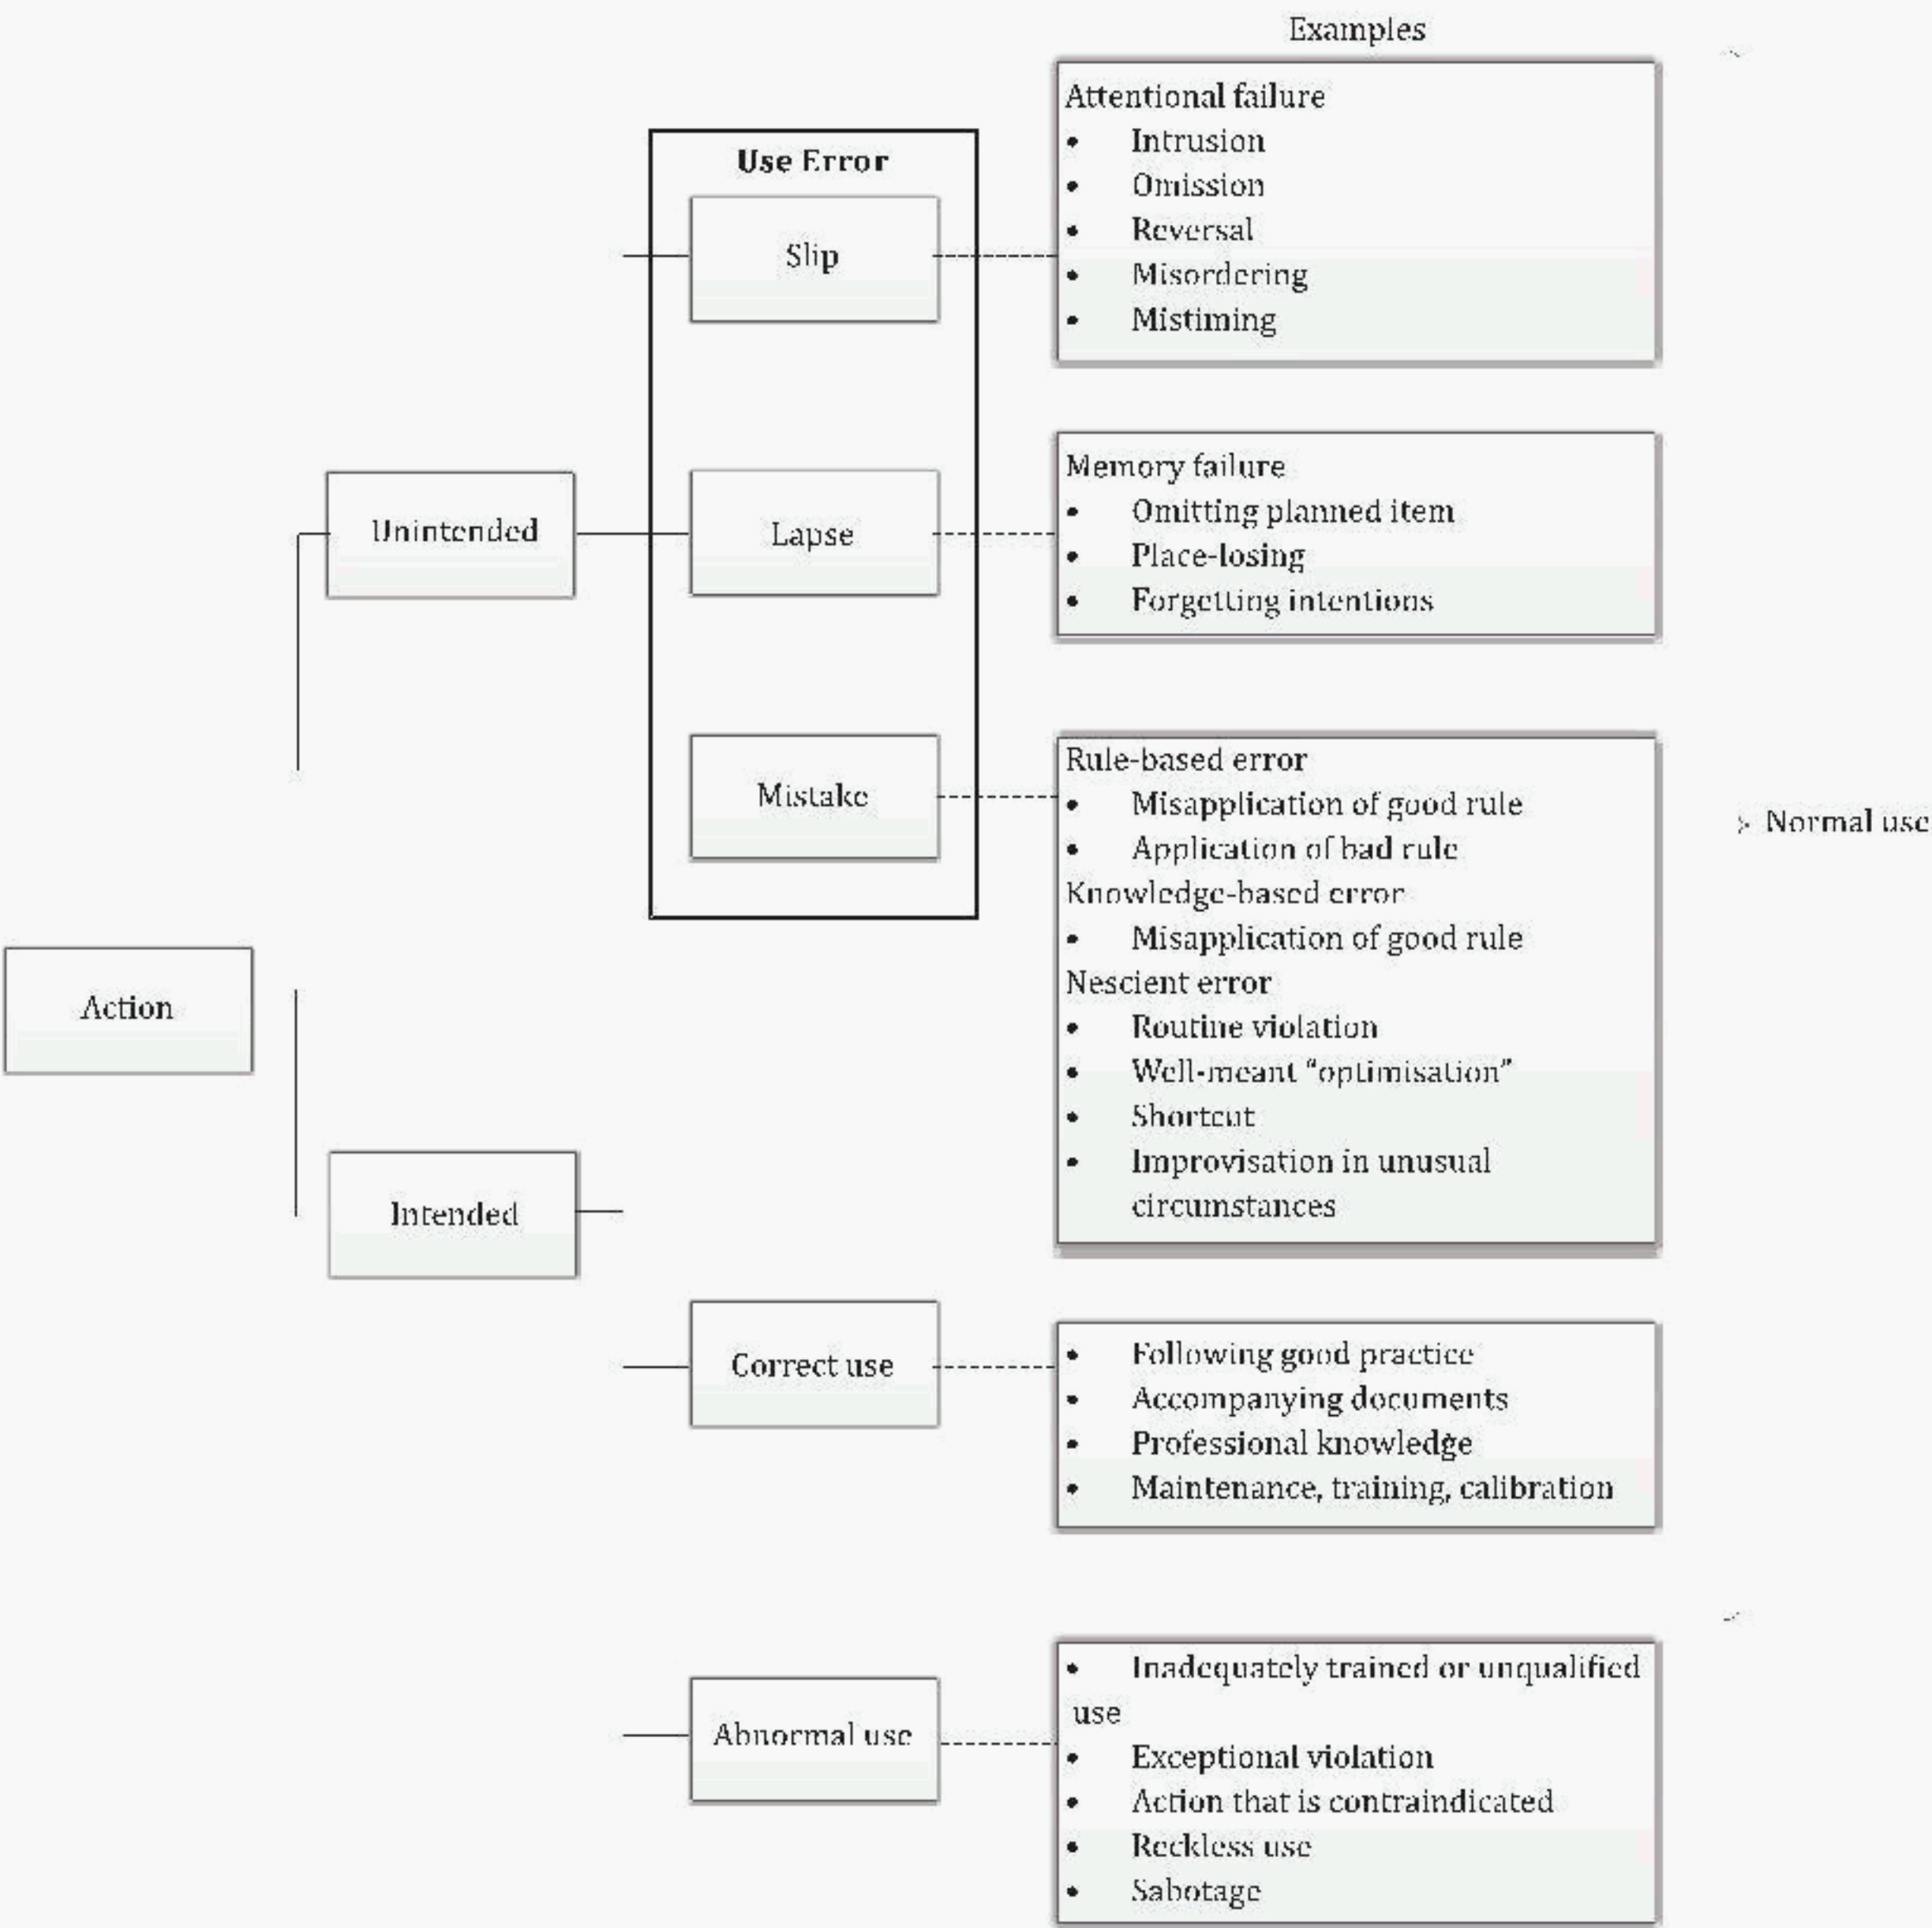 Examples
Attentional failure
• Intrusion
• Omission
• Reversal
• Misordering
• Mistiming
Use Error
Slip
Memory failure
• Omitting planned item
• Place-losing
• Forgetting intentions
Unintended
Lapse
Rule-based error
• Misapplication of good rule
• Application of bad rule
Knowledge-based error
• Misapplication of good rule
Nescient error
• Routine violation
• Well-meant “optimisation”
• Shortcut
• Improvisation in unusual
circumstances
Mistake
Normal use
Action
Intended
Correct use
• Following good practice
• Accompanying documents
• Professional knowledge
• Maintenance, training, calibration
Abnormal use
• Inadequately trained or unqualified
use
• Exceptional violation
• Action that is contraindicated
• Reckless use
• Sabotage